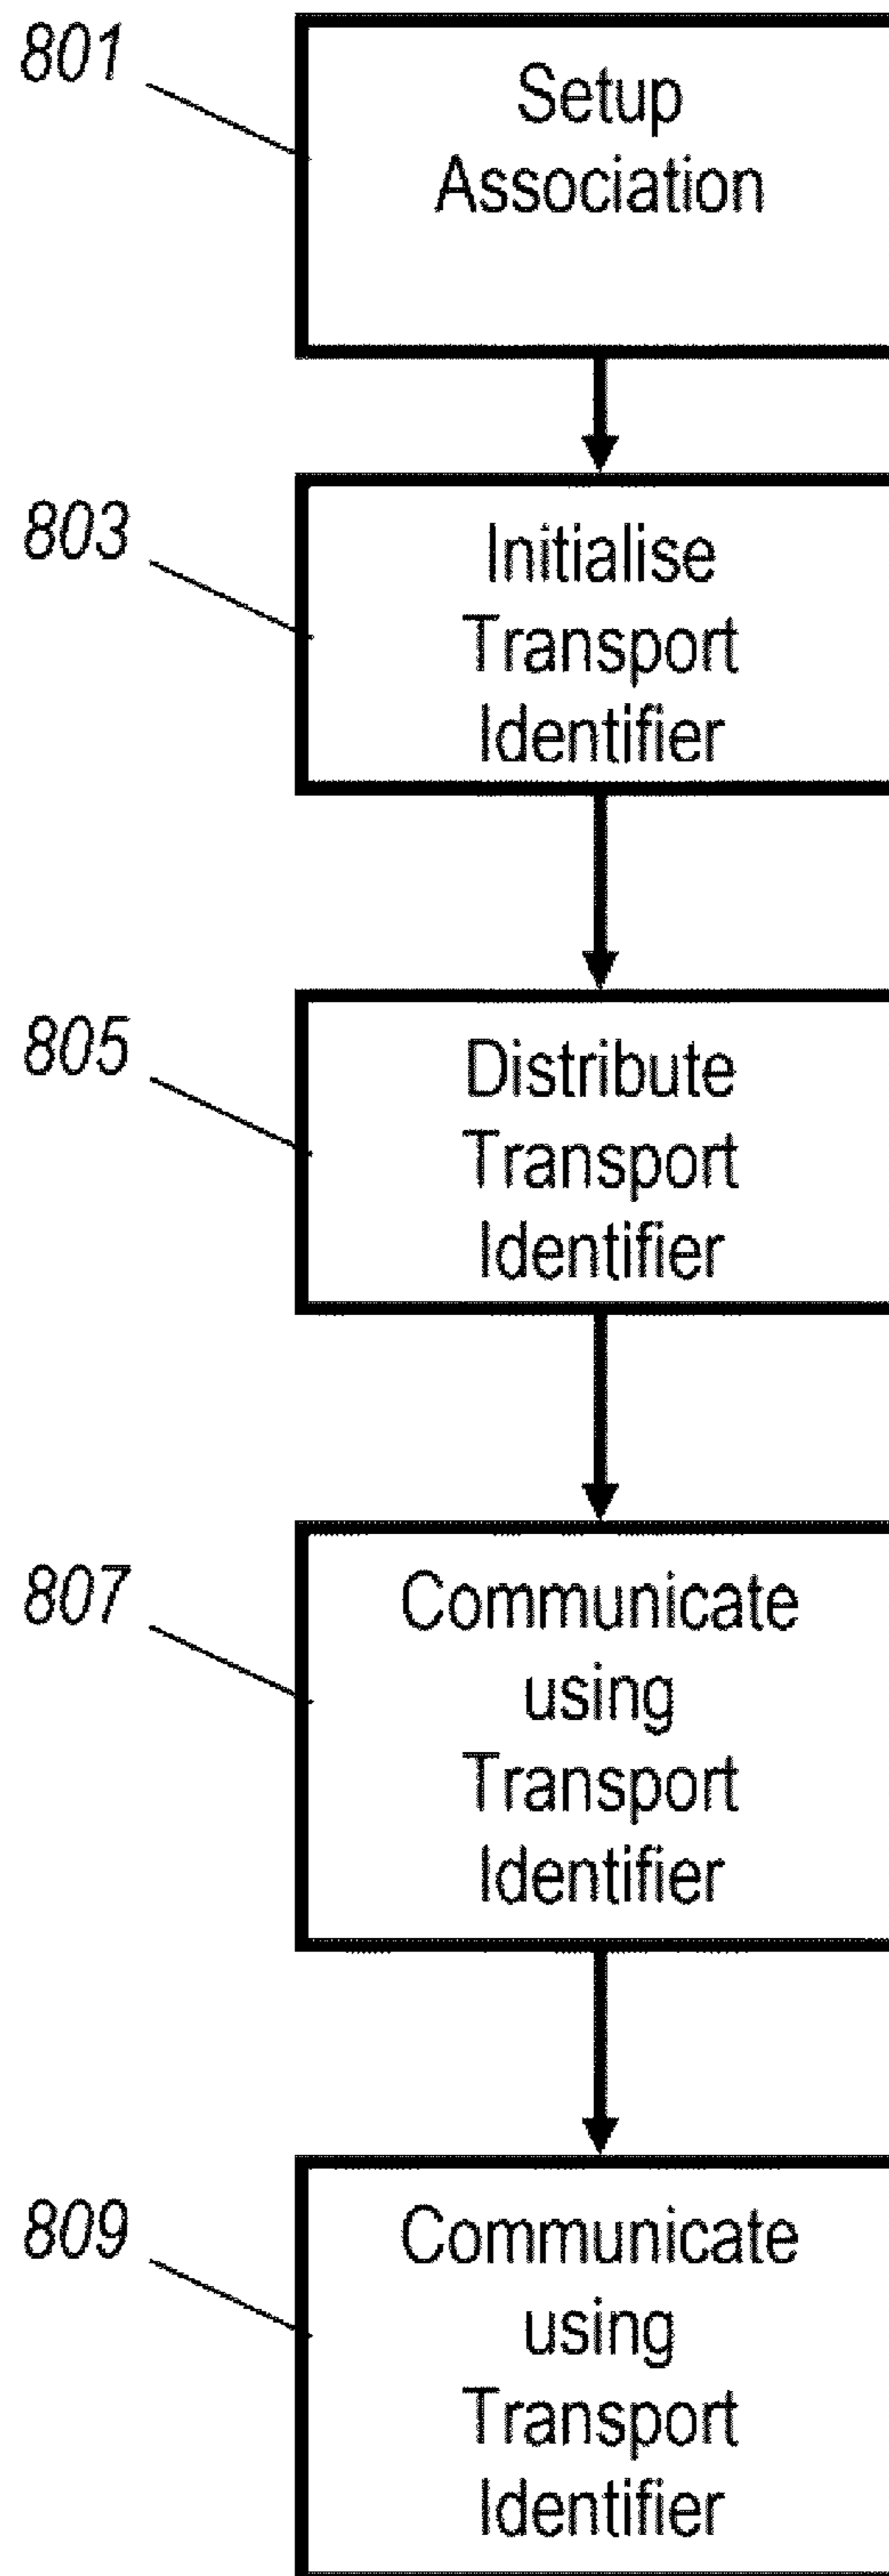 801
Setup
Association
803
Initialise
Transport
Identifier
805
Distribute
Transport
Identifier
807
Communicate
using
Transport
Identifier
809
Communicate
using
Transport
Identifier